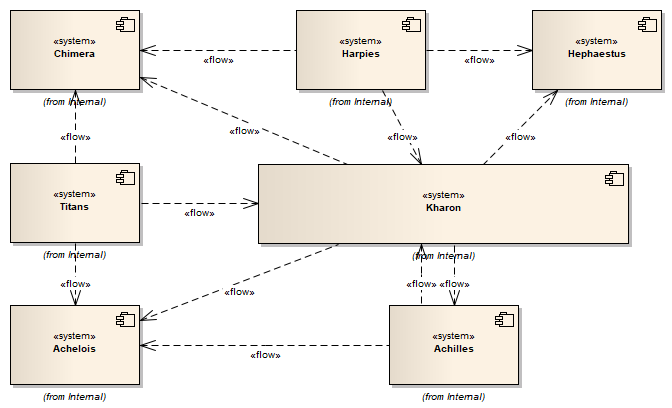 «system»
Chimera
(from Internal)
«flow»
«system»
Harpies
(from Internal)
«flow»
«system»
Hephaestus
(from Internal)
«flow»
«flow»
«flow»
«flow»
«system»
Titans
(from Internal)
«flow»
«system»
Kharon
(from Internal)
«flow»
«flow»
«flow»
«flow»
«system»
Achelois
(from Internal)
«flow»
«system»
Achilles
(from Internal)